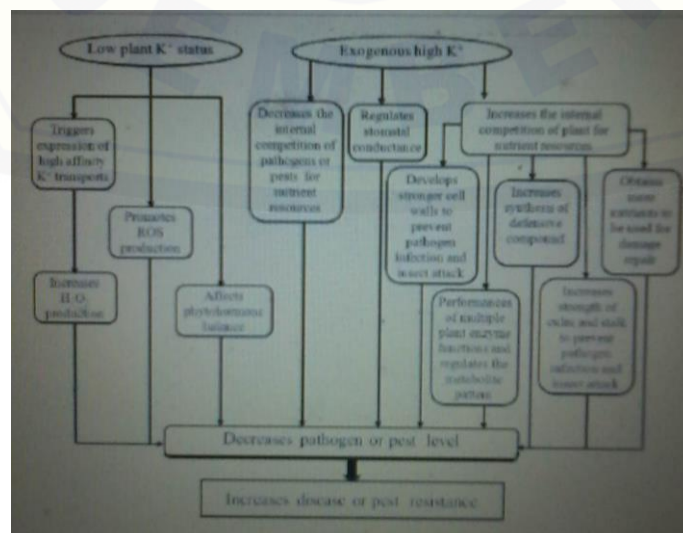 Low plant K⁺ status
Exogenous high K⁺
Triggers
expression of
high affinity
K⁺ transports
Decreases the
internal
competition of
pathogens or
pests for
nutrient
resources
Regulates
stomatal
conductance
Increases the internal
competition of plant for
nutrient resources
Promotes
ROS
production
Develops
stronger cell
walls to
prevent
pathogen
infection and
insect attack
Increases
synthesis of
defensive
compound
Obtains
more
nutrients to
be used for
damage
repair
Increases
H₂O₂
production
Affects
phytohormone
balance
Performances
of multiple
plant enzyme
functions and
regulates the
metabolite
pattern
Increases
strength of
and stalk
to prevent
pathogen
infection and
insect attack
Decreases pathogen or pest level
Increases disease or pest resistance